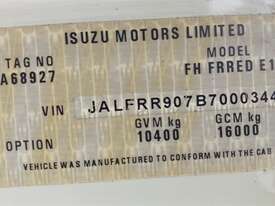 ISUZU MOTORS LIMITED
TAG NO MODEL
A68927 FH FRRED E1
VIN JALFRR907B7000344
GVM kg GCM kg
OPTION 10400 16000
VEHICLE WAS MANUFACTURED TO CONFORM WITH THE CAB